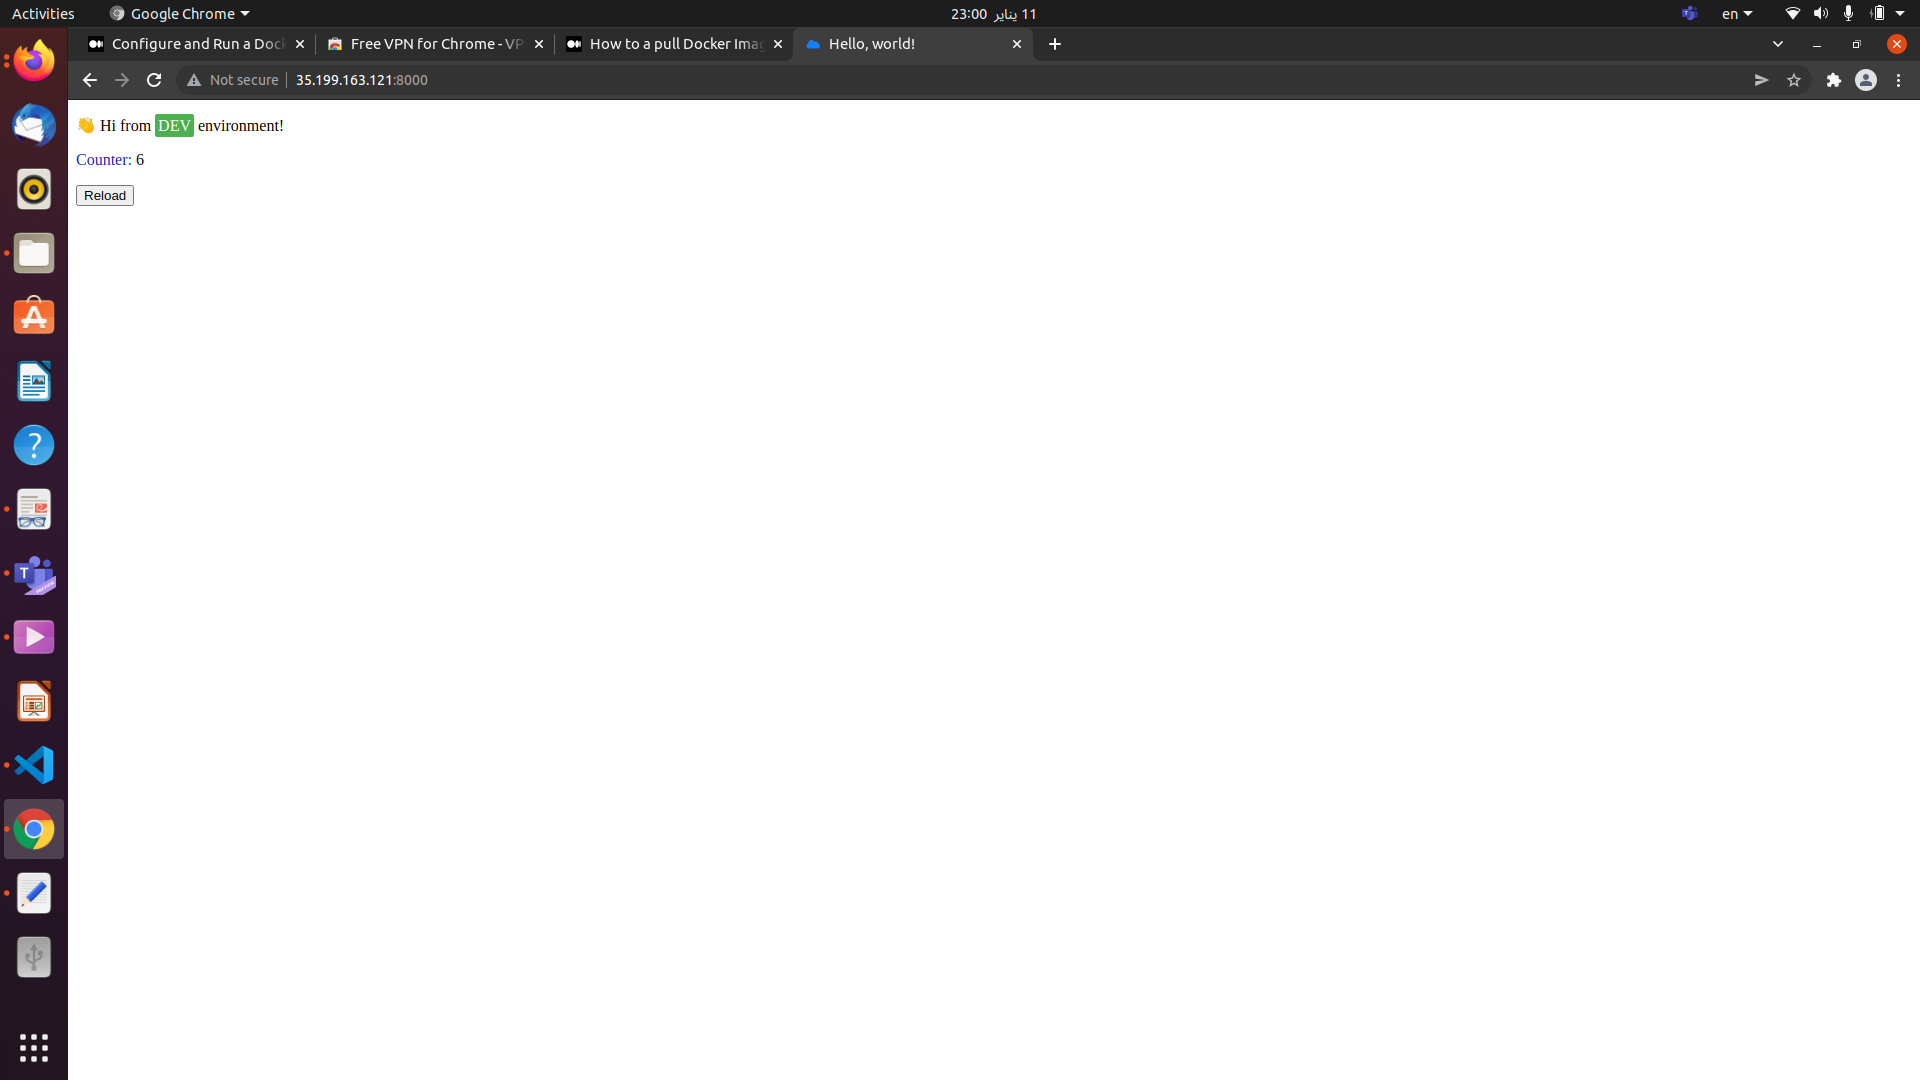 Activities
Google Chrome
23:00 يناير 11
en
Configure and Run a Dock
Free VPN for Chrome - VP
How to a pull Docker Imag
Hello, world!
Not secure
35.199.163.121:8000
👋 Hi from DEV environment!
Counter: 6
Reload